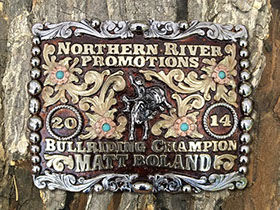 NORTHERN RIVER
PROMOTIONS
20 14
BULLRIDING CHAMPION
MATT BOLAND